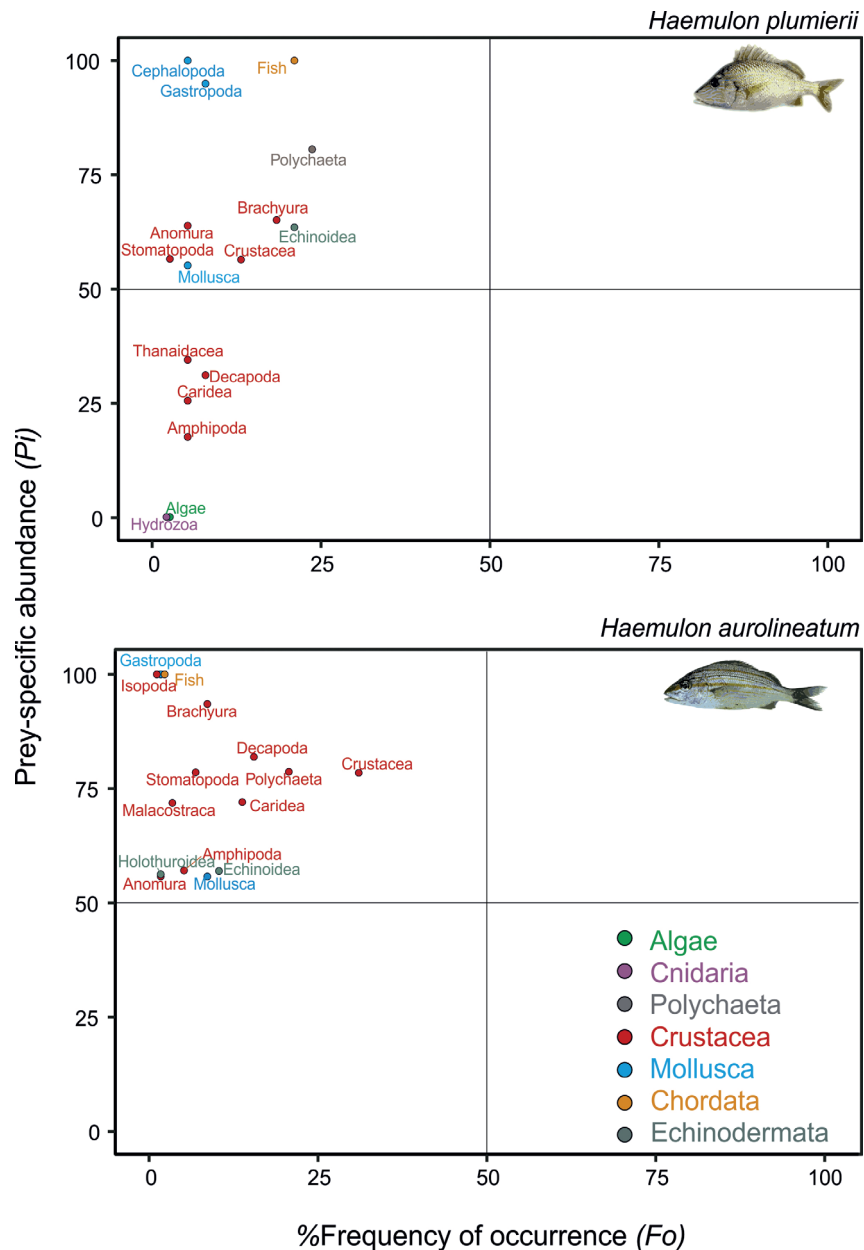 Haemulon plumierii
100
Cephalopoda
Fish
Gastropoda
75
Polychaeta
Brachyura
Anomura
Echinoidea
Stomatopoda
Crustacea
Mollusca
50
Thanaidacea
Decapoda
Caridea
25
Amphipoda
Algae
0
Hydrozoa
0
25
50
75
100
Prey-specific abundance (Pi)
Haemulon aurolineatum
Gastropoda
100
Isopoda
Fish
Brachyura
Decapoda
Crustacea
75
Stomatopoda
Polychaeta
Malacostraca
Caridea
Amphipoda
Holothuroidea
Echinoidea
Anomura
Mollusca
50
Algae
Cnidaria
25
Polychaeta
Crustacea
Mollusca
Chordata
0
Echinodermata
0
25
50
75
100
%Frequency of occurrence (Fo)